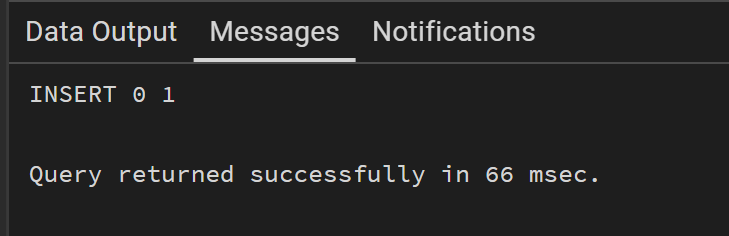 Data Output Messages Notifications
INSERT 0 1
Query returned successfully in 66 msec.